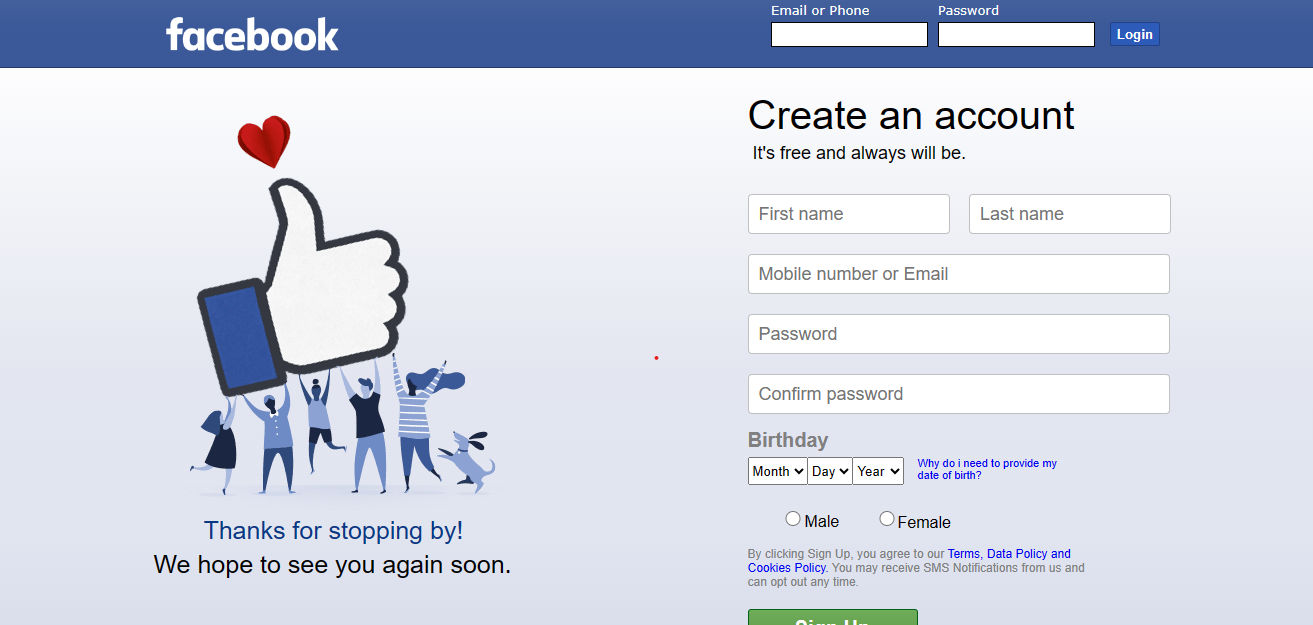 facebook
Email or Phone Password
Login
Create an account
It's free and always will be.
First name Last name
Mobile number or Email
Password
Confirm password
Birthday
Month Day Year
Why do i need to provide my
date of birth?
Male Female
By clicking Sign Up, you agree to our Terms, Data Policy and
Cookies Policy. You may receive SMS Notifications from us and
can opt out any time.
Sign Up
Thanks for stopping by!
We hope to see you again soon.